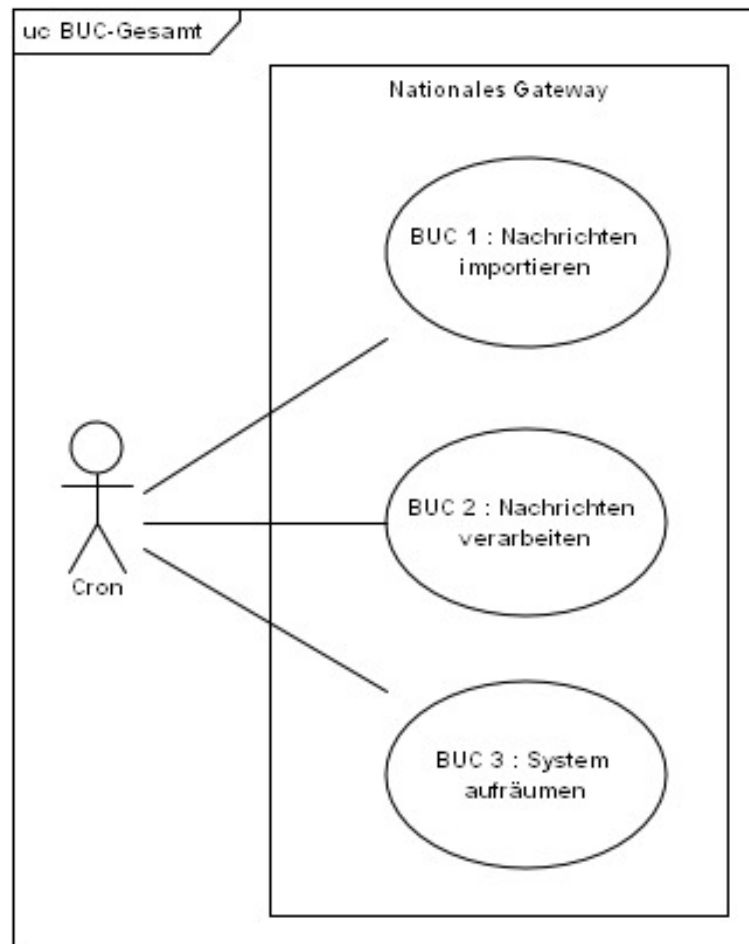 uc BUC-Gesamt
Nationales Gateway
BUC 1 : Nachrichten
importieren
BUC 2 : Nachrichten
verarbeiten
Cron
BUC 3 : System
aufräumen